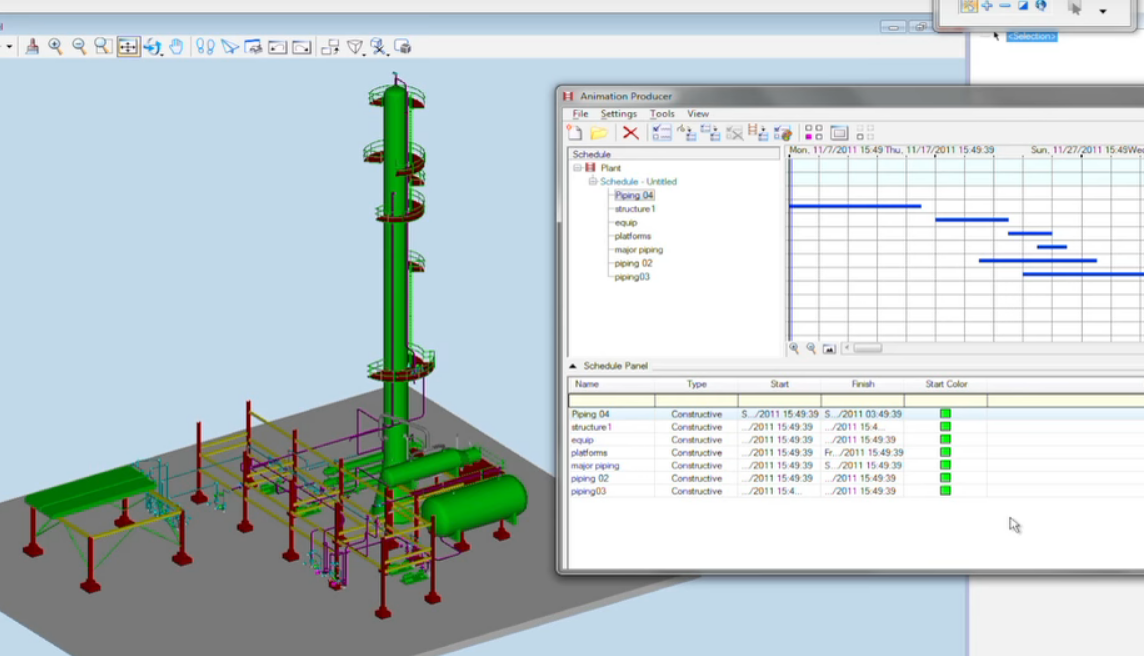 <Selection>
Animation Producer
File Settings Tools View
Schedule
Mon, 11/7/2011 15:49 Thu, 11/17/2011 15:49:39 Sun, 11/27/2011 15:49 Wed
Plant
Schedule - Untitled
Piping 04
structure1
equip
platforms
major piping
piping 02
piping03
Schedule Panel
Name Type Start Finish Start Color
Piping 04 Constructive S.../2011 15:49:39 S.../2011 03:49:39
structure1 Constructive .../2011 15:49:39 .../2011 15:4...
equip Constructive .../2011 15:49:39 .../2011 15:49:39
platforms Constructive .../2011 15:49:39 Fr.../2011 15:49:39
major piping Constructive .../2011 15:49:39 S.../2011 15:49:39
piping 02 Constructive .../2011 15:49:39 .../2011 15:49:39
piping03 Constructive .../2011 15:4... .../2011 15:49:39